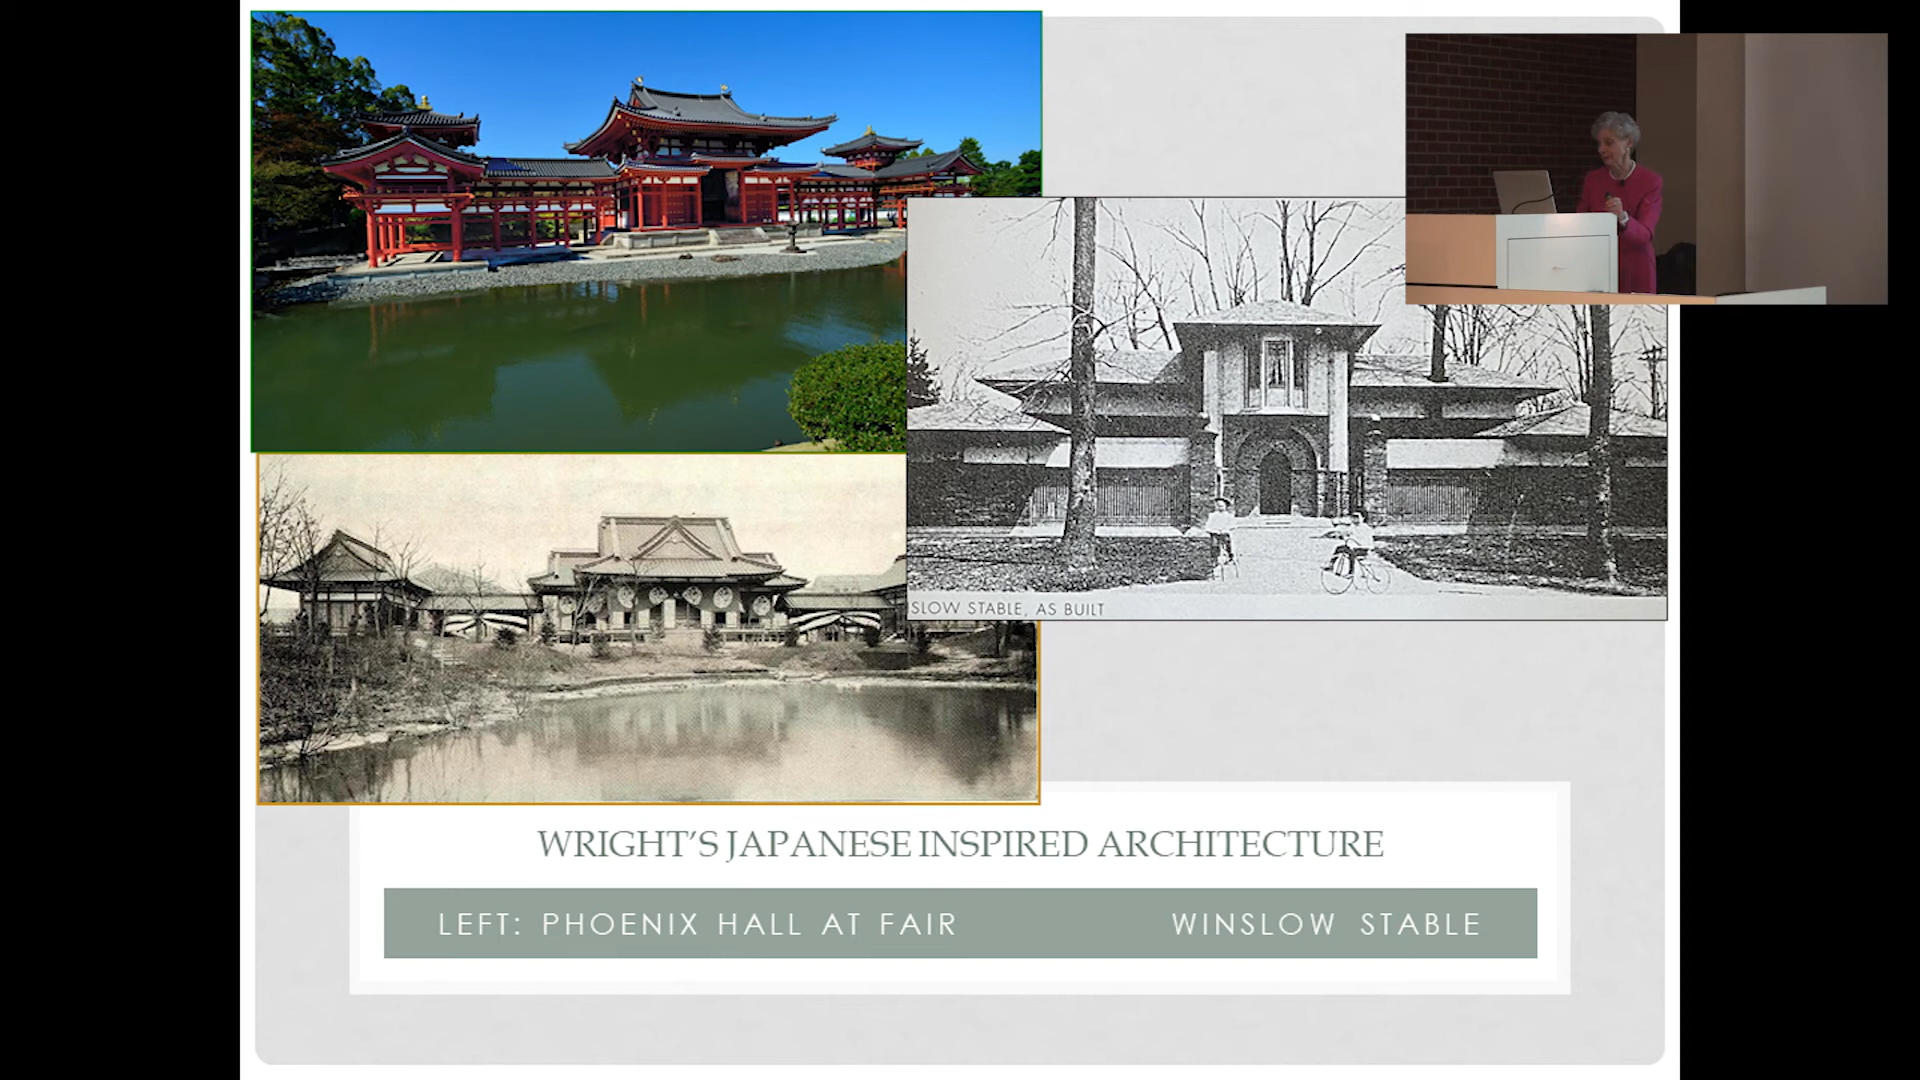 SLOW STABLE, AS BUILT
WRIGHT'S JAPANESE INSPIRED ARCHITECTURE
LEFT: PHOENIX HALL AT FAIR WINSLOW STABLE